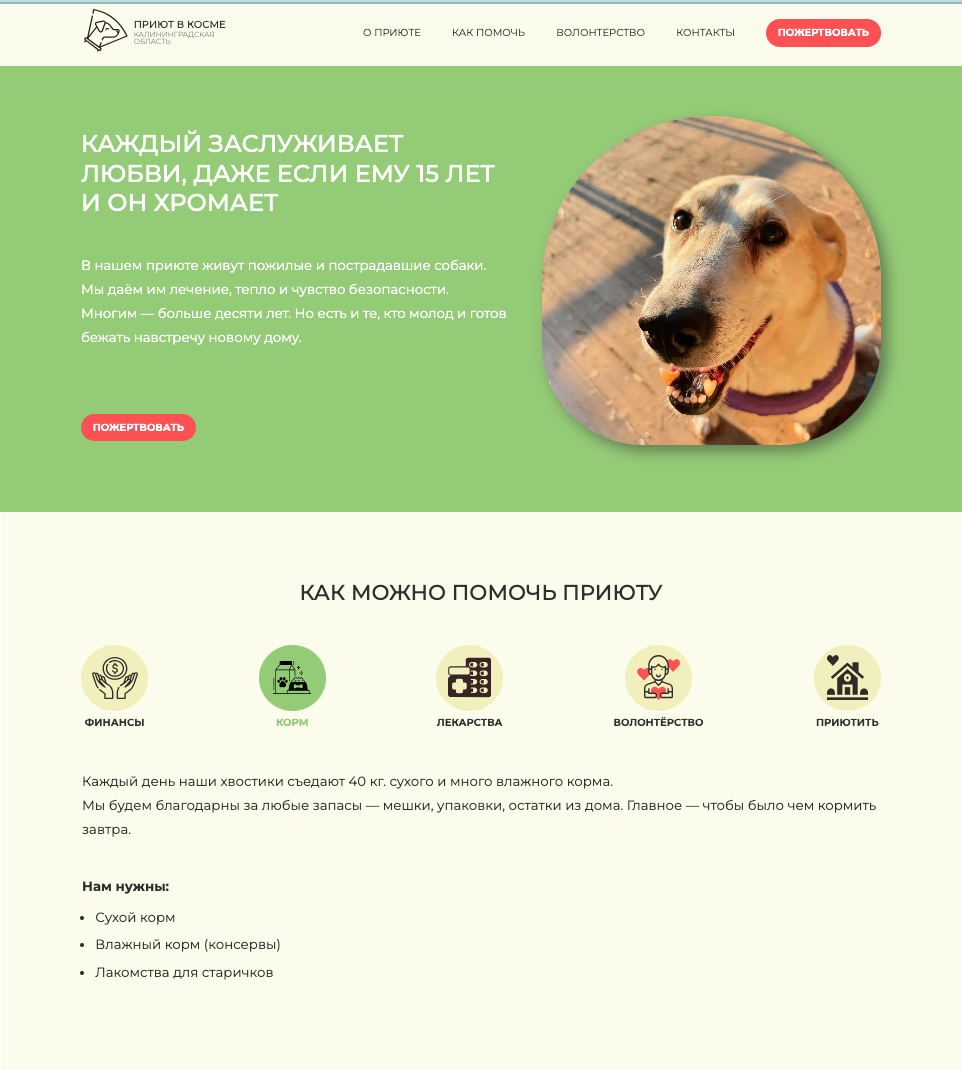 ПРИЮТ В КОСМЕ
КАЛИНИНГРАДСКАЯ
ОБЛАСТЬ
О ПРИЮТЕ
КАК ПОМОЧЬ
ВОЛОНТЕРСТВО
КОНТАКТЫ
ПОЖЕРТВОВАТЬ
КАЖДЫЙ ЗАСЛУЖИВАЕТ
ЛЮБВИ, ДАЖЕ ЕСЛИ ЕМУ 15 ЛЕТ
И ОН ХРОМАЕТ
В нашем приюте живут пожилые и пострадавшие собаки.
Мы даём им лечение, тепло и чувство безопасности.
Многим — больше десяти лет. Но есть и те, кто молод и готов
бежать навстречу новому дому.
ПОЖЕРТВОВАТЬ
КАК МОЖНО ПОМОЧЬ ПРИЮТУ
ФИНАНСЫ
КОРМ
ЛЕКАРСТВА
ВОЛОНТЁРСТВО
ПРИЮТИТЬ
Каждый день наши хвостики съедают 40 кг. сухого и много влажного корма.
Мы будем благодарны за любые запасы — мешки, упаковки, остатки из дома. Главное — чтобы было чем кормить
завтра.
Нам нужны:
• Сухой корм
• Влажный корм (консервы)
• Лакомства для старичков